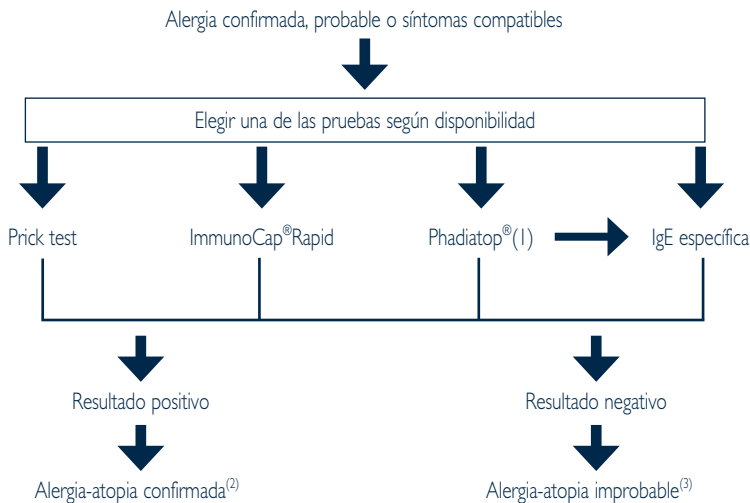 Alergia confirmada, probable o síntomas compatibles
Elegir una de las pruebas según disponibilidad
Prick test
ImmunoCap®Rapid
Phadiatop®(1)
IgE específica
Resultado positivo
Resultado negativo
Alergia-atopia confirmada(2)
Alergia-atopia improbable(3)